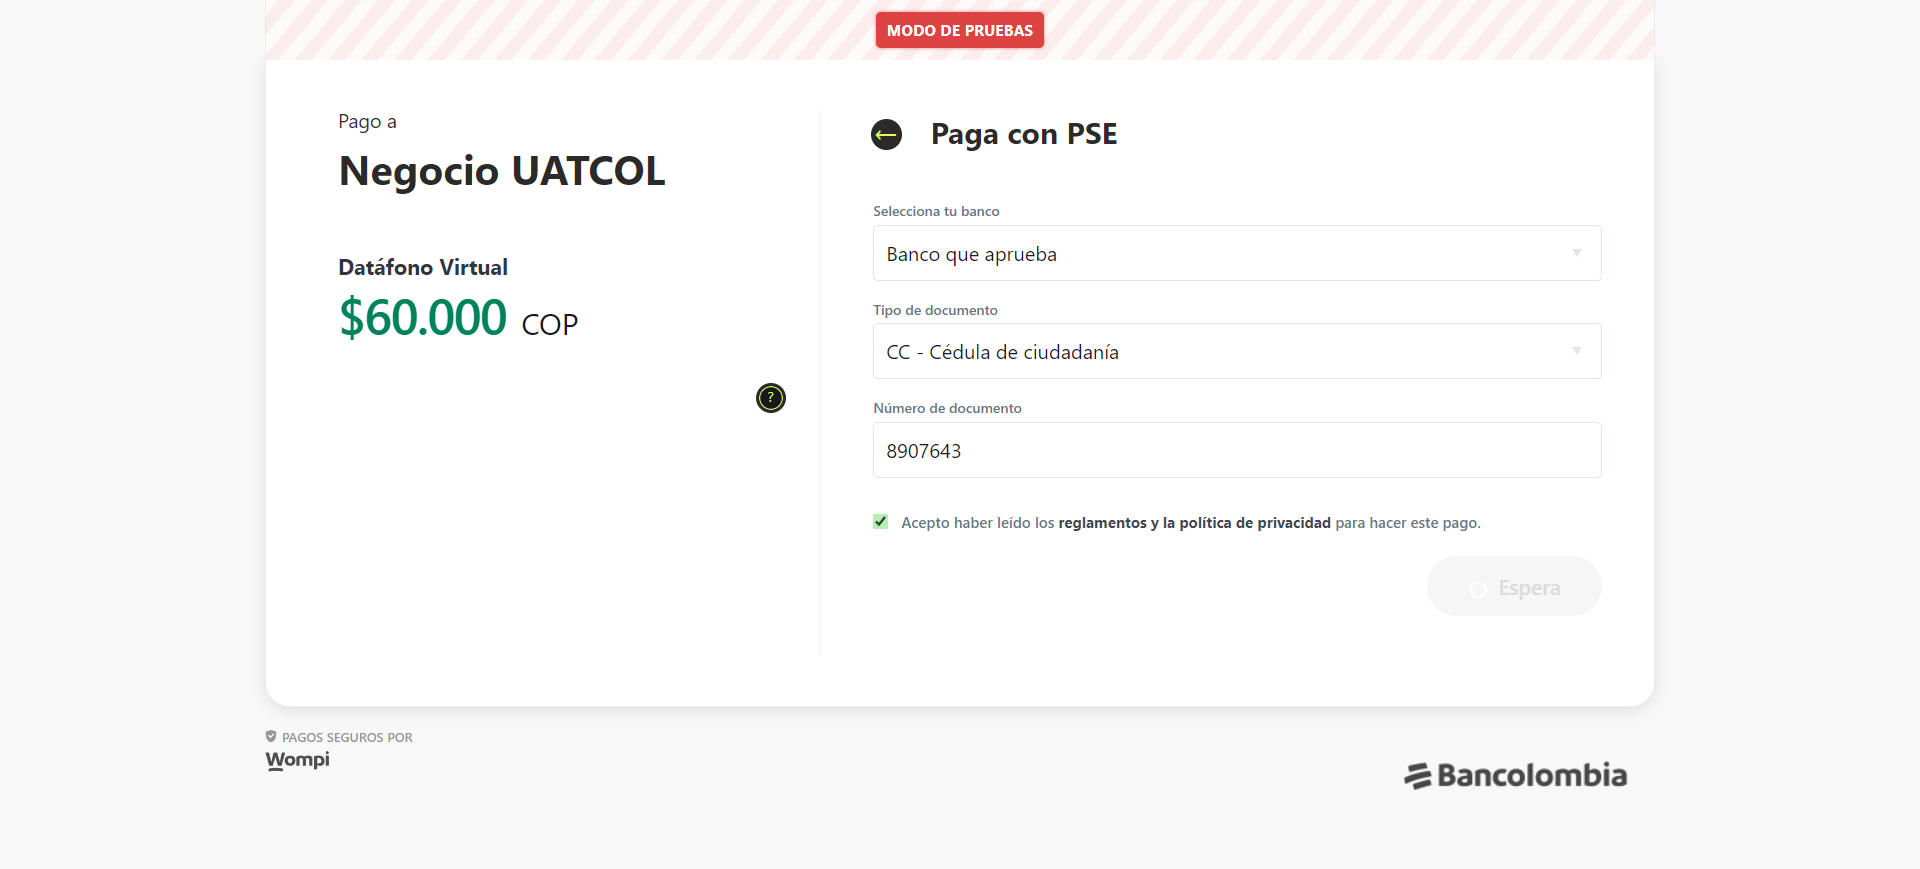 MODO DE PRUEBAS
Pago a
Negocio UATCOL
Datáfono Virtual
$60.000 COP
?
Paga con PSE
Selecciona tu banco
Banco que aprueba
Tipo de documento
CC - Cédula de ciudadanía
Número de documento
8907643
Acepto haber leído los reglamentos y la política de privacidad para hacer este pago.
Espera
PAGOS SEGUROS POR
Wompi
Bancolombia